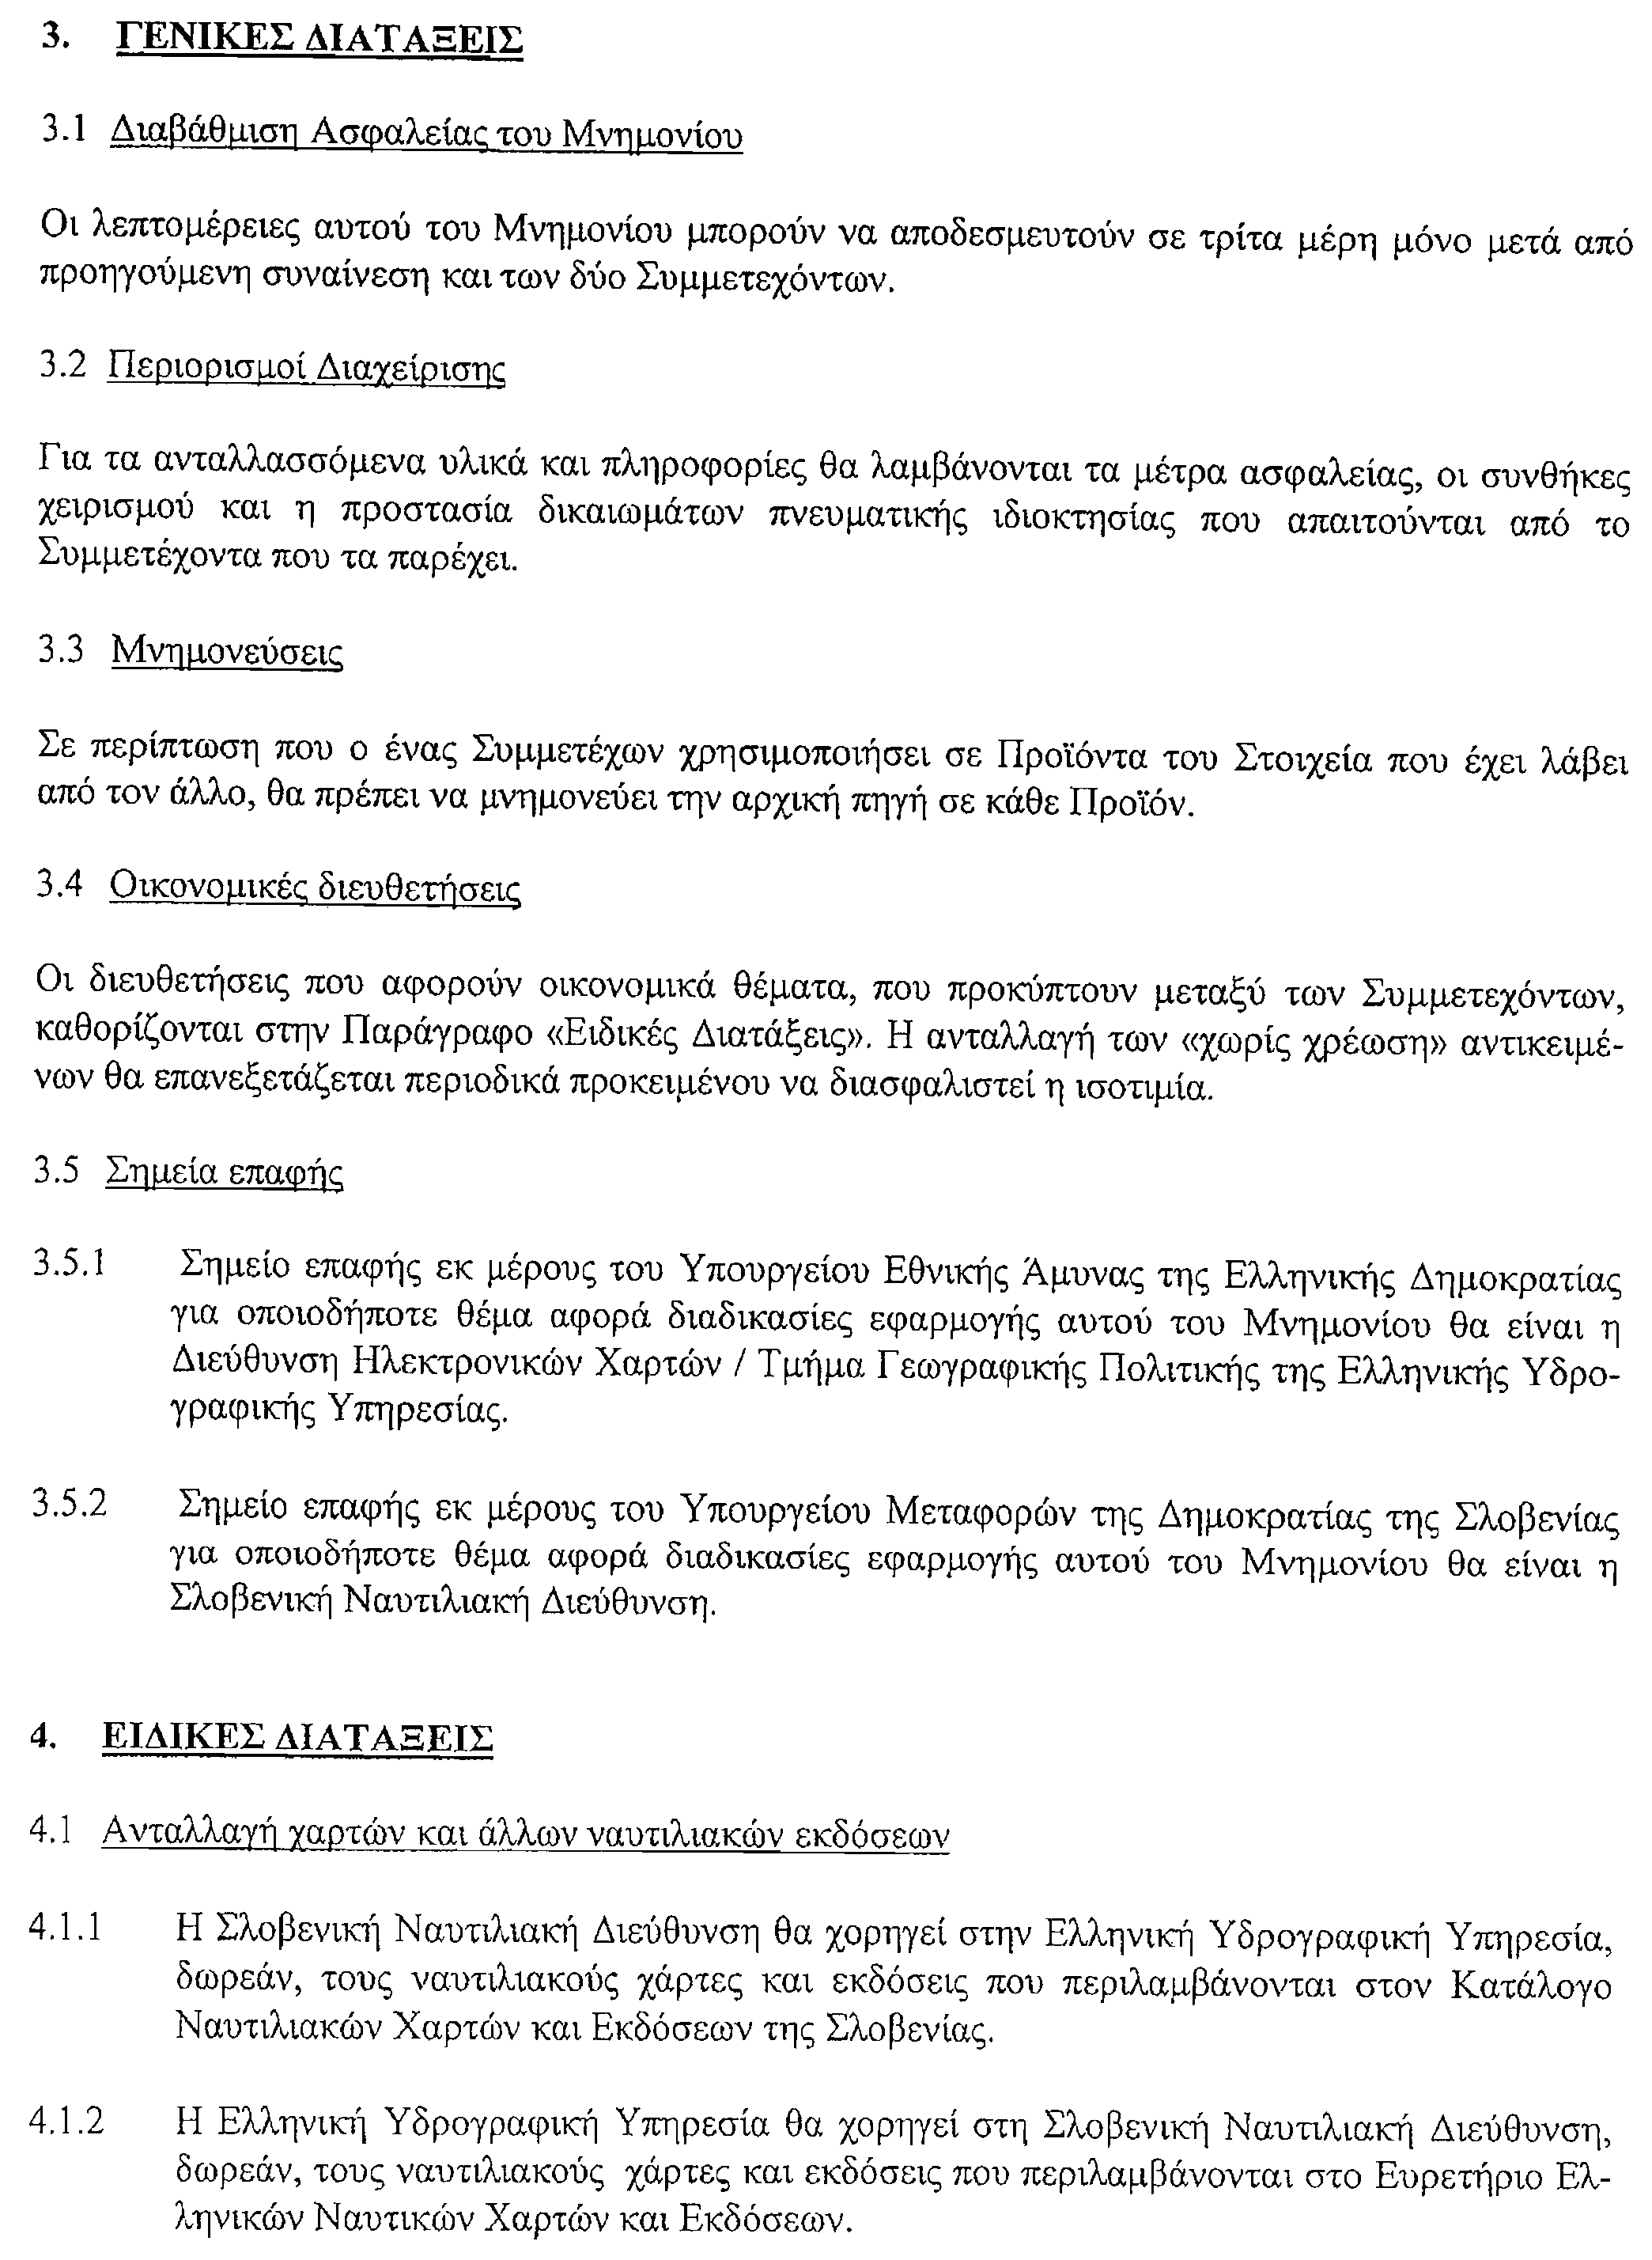 3. ΓΕΝΙΚΕΣ ΔΙΑΤΑΞΕΙΣ
3.1 Διαβάθμιση Ασφαλείας του Μνημονίου
Οι λεπτομέρειες αυτού του Μνημονίου μπορούν να αποδεσμευτούν σε τρίτα μέρη μόνο μετά από
προηγούμενη συναίνεση και των δύο Συμμετεχόντων.
3.2 Περιορισμοί Διαχείρισης
Για τα ανταλλασσόμενα υλικά και πληροφορίες θα λαμβάνονται τα μέτρα ασφαλείας, οι συνθήκες
χειρισμού και η προστασία δικαιωμάτων πνευματικής ιδιοκτησίας που απαιτούνται από το
Συμμετέχοντα που τα παρέχει.
3.3 Μνημονεύσεις
Σε περίπτωση που ο ένας Συμμετέχων χρησιμοποιήσει σε Προϊόντα του Στοιχεία που έχει λάβει
από τον άλλο, θα πρέπει να μνημονεύει την αρχική πηγή σε κάθε Προϊόν.
3.4 Οικονομικές διευθετήσεις
Οι διευθετήσεις που αφορούν οικονομικά θέματα, που προκύπτουν μεταξύ των Συμμετεχόντων,
καθορίζονται στην Παράγραφο «Ειδικές Διατάξεις». Η ανταλλαγή των «χωρίς χρέωση» αντικειμέ-
νων θα επανεξετάζεται περιοδικά προκειμένου να διασφαλιστεί η ισοτιμία.
3.5 Σημεία επαφής
3.5.1 Σημείο επαφής εκ μέρους του Υπουργείου Εθνικής Άμυνας της Ελληνικής Δημοκρατίας
για οποιοδήποτε θέμα αφορά διαδικασίες εφαρμογής αυτού του Μνημονίου θα είναι η
Διεύθυνση Ηλεκτρονικών Χαρτών / Τμήμα Γεωγραφικής Πολιτικής της Ελληνικής Υδρο-
γραφικής Υπηρεσίας.
3.5.2 Σημείο επαφής εκ μέρους του Υπουργείου Μεταφορών της Δημοκρατίας της Σλοβενίας
για οποιοδήποτε θέμα αφορά διαδικασίες εφαρμογής αυτού του Μνημονίου θα είναι η
Σλοβενική Ναυτιλιακή Διεύθυνση.
4. ΕΙΔΙΚΕΣ ΔΙΑΤΑΞΕΙΣ
4.1 Ανταλλαγή χαρτών και άλλων ναυτιλιακών εκδόσεων
4.1.1 Η Σλοβενική Ναυτιλιακή Διεύθυνση θα χορηγεί στην Ελληνική Υδρογραφική Υπηρεσία,
δωρεάν, τους ναυτιλιακούς χάρτες και εκδόσεις που περιλαμβάνονται στον Κατάλογο
Ναυτιλιακών Χαρτών και Εκδόσεων της Σλοβενίας.
4.1.2 Η Ελληνική Υδρογραφική Υπηρεσία θα χορηγεί στη Σλοβενική Ναυτιλιακή Διεύθυνση,
δωρεάν, τους ναυτιλιακούς χάρτες και εκδόσεις που περιλαμβάνονται στο Ευρετήριο Ελ-
ληνικών Ναυτικών Χαρτών και Εκδόσεων.